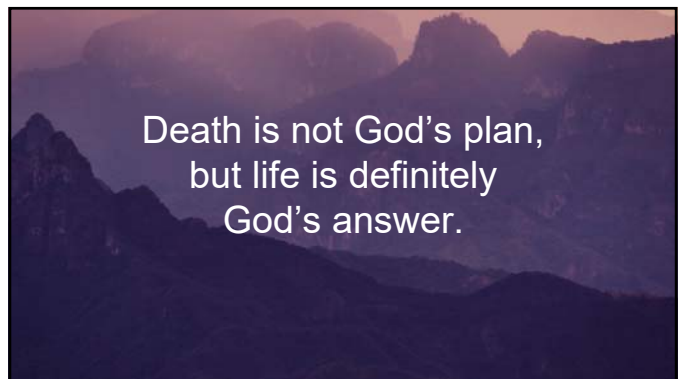 Death is not God’s plan,
but life is definitely
God’s answer.